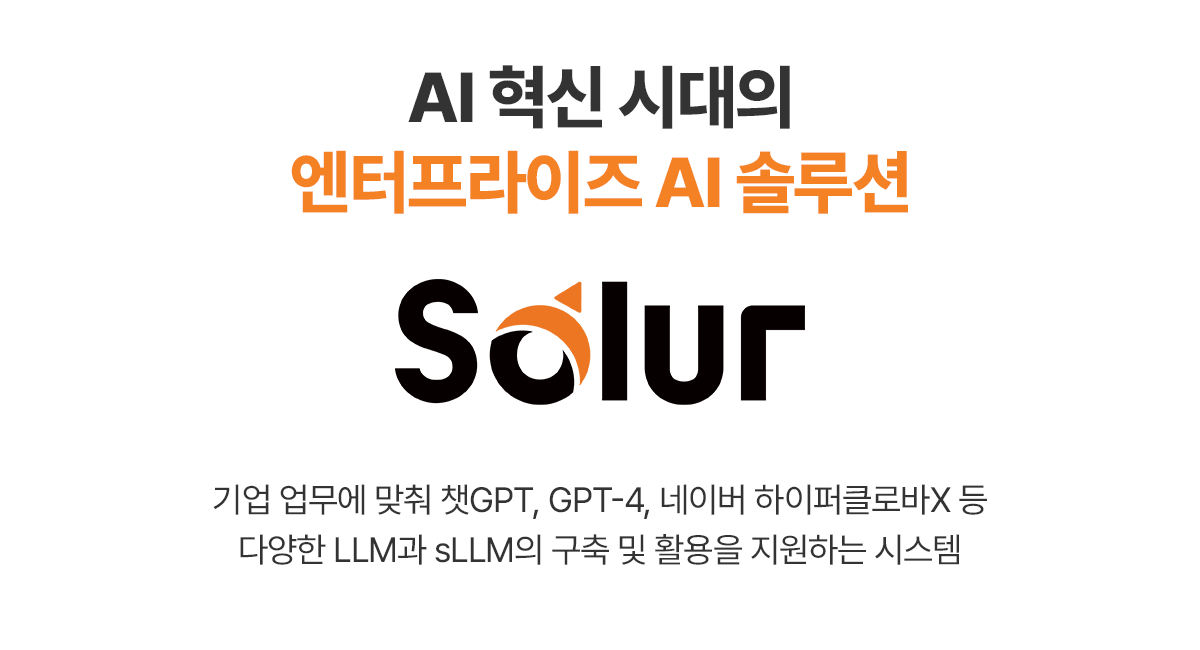 AI 혁신 시대의
엔터프라이즈 AI 솔루션
Solur
기업 업무에 맞춰 챗GPT, GPT-4, 네이버 하이퍼클로바X 등
다양한 LLM과 sLLM의 구축 및 활용을 지원하는 시스템